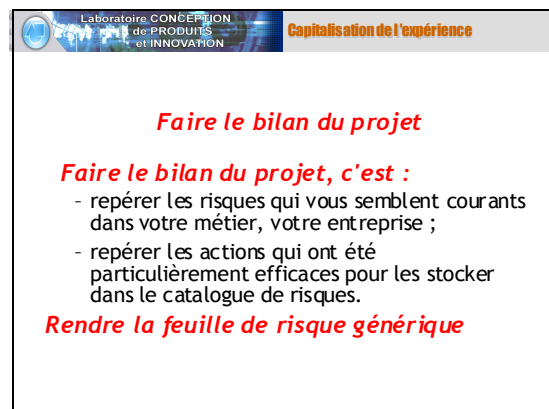 Laboratoire CONCEPTION
de PRODUITS
et INNOVATION
Capitalisation de l'expérience
Faire le bilan du projet
Faire le bilan du projet, c'est :
- repérer les risques qui vous semblent courants
dans votre métier, votre entreprise ;
- repérer les actions qui ont été
particulièrement efficaces pour les stocker
dans le catalogue de risques.
Rendre la feuille de risque générique